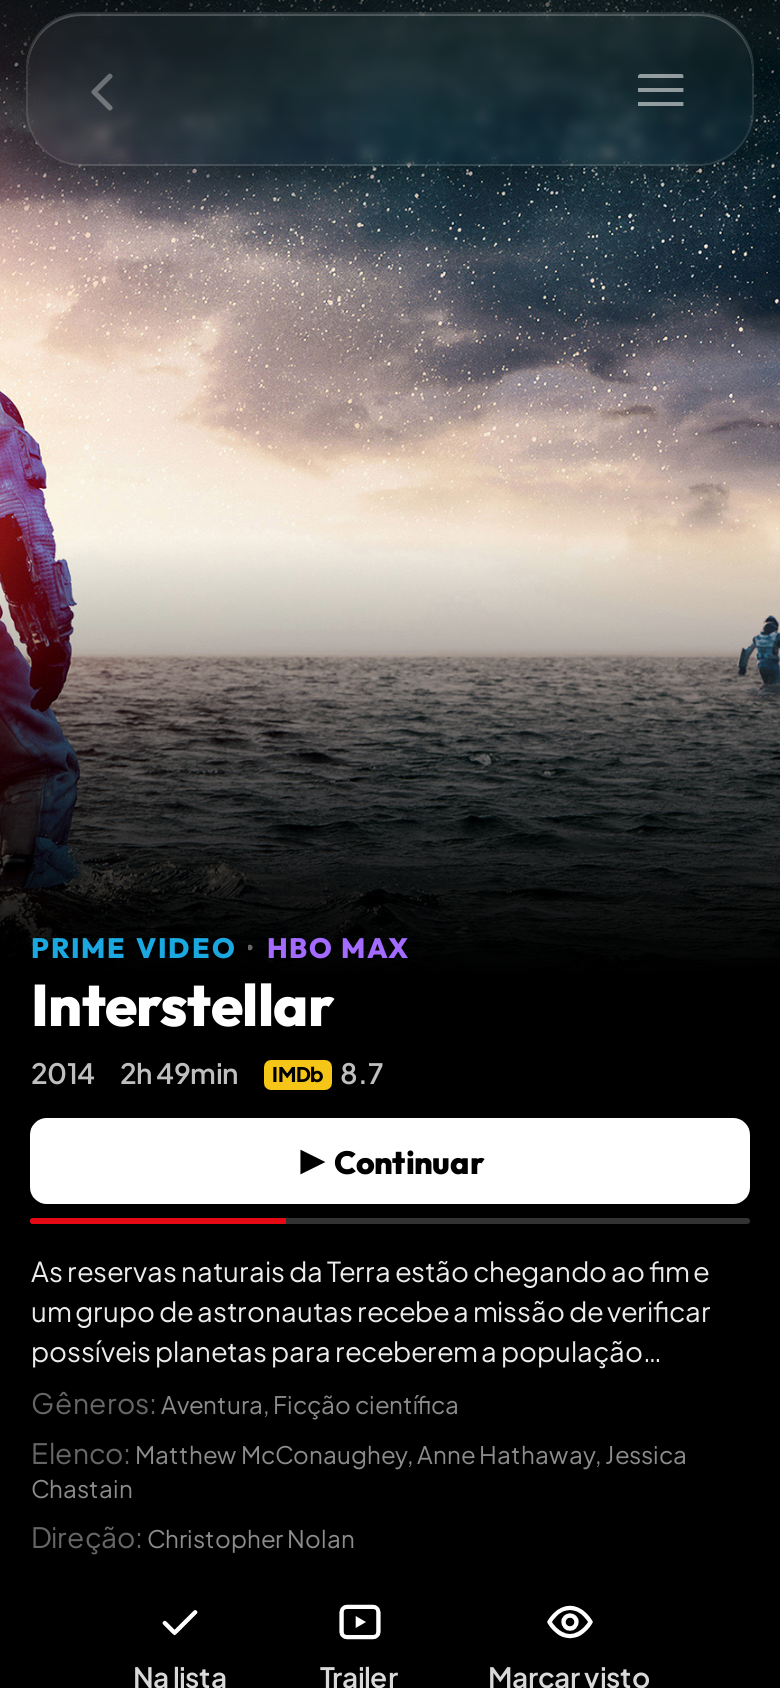 PRIME VIDEO · HBO MAX
Interstellar
2014 2h 49min IMDb 8.7
Continuar
As reservas naturais da Terra estão chegando ao fim e
um grupo de astronautas recebe a missão de verificar
possíveis planetas para receberem a população...
Gêneros: Aventura, Ficção científica
Elenco: Matthew McConaughey, Anne Hathaway, Jessica
Chastain
Direção: Christopher Nolan
Na lista Trailer Marcar visto